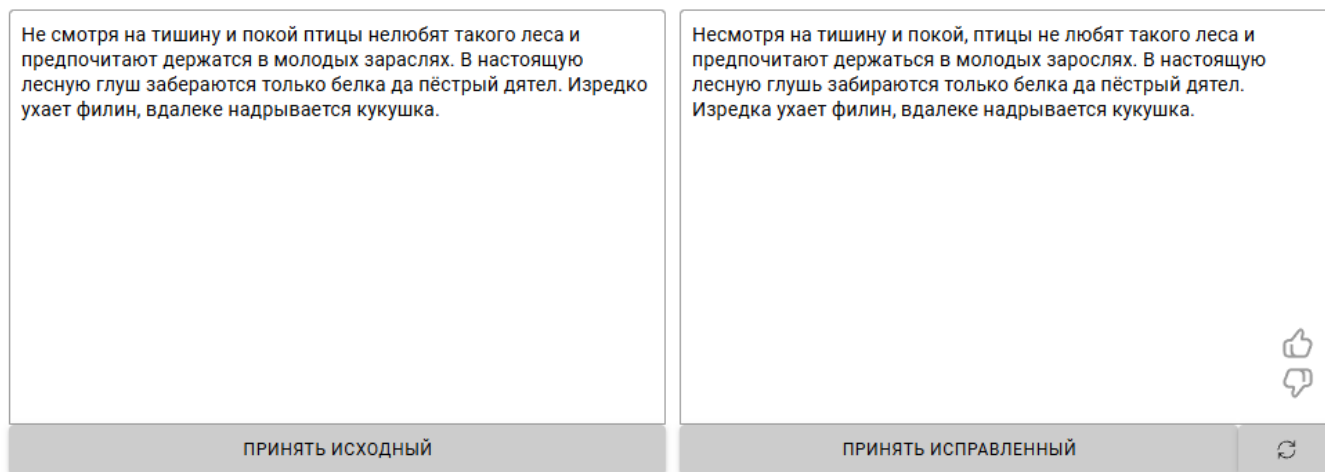 Не смотря на тишину и покой птицы нелюбят такого леса и
предпочитают держатся в молодых зараслях. В настоящую
лесную глуш забераются только белка да пёстрый дятел. Изредко
ухает филин, вдалеке надрывается кукушка.
ПРИНЯТЬ ИСХОДНЫЙ
Несмотря на тишину и покой, птицы не любят такого леса и
предпочитают держаться в молодых зарослях. В настоящую
лесную глушь забираются только белка да пёстрый дятел.
Изредка ухает филин, вдалеке надрывается кукушка.
ПРИНЯТЬ ИСПРАВЛЕННЫЙ